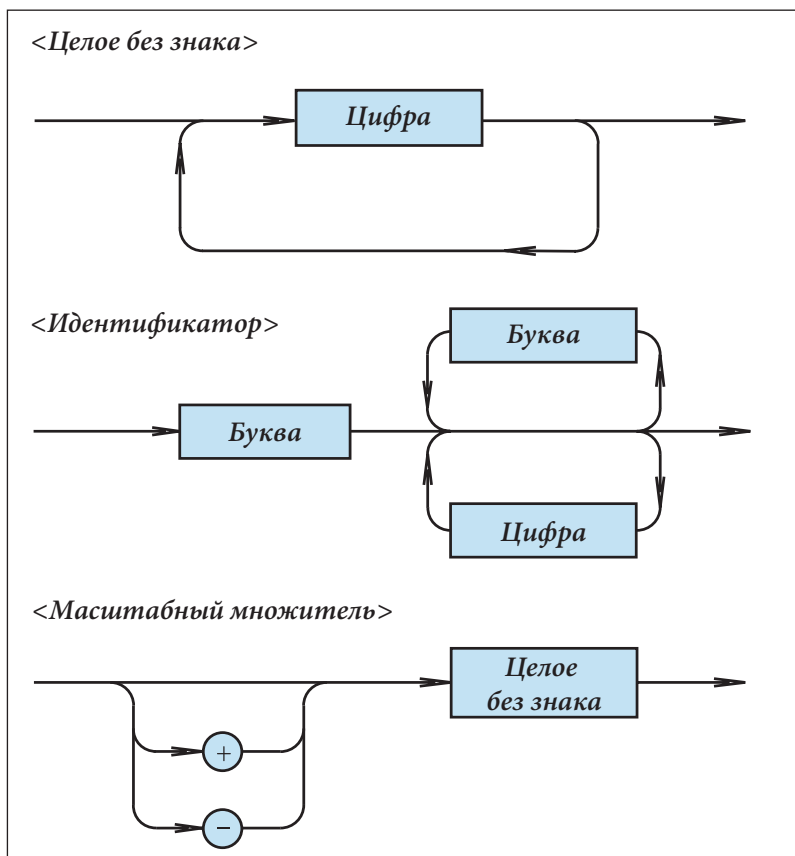 <Целое без знака>
Цифра
<Идентификатор>
Буква
Буква
Цифра
<Масштабный множитель>
Целое
без знака
+
−